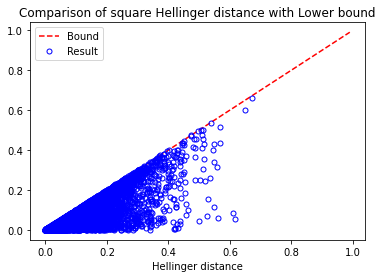 Comparison of square Hellinger distance with Lower bound
Bound
Result
1.0
0.8
0.6
0.4
0.2
0.0
0.0 0.2 0.4 0.6 0.8 1.0
Hellinger distance